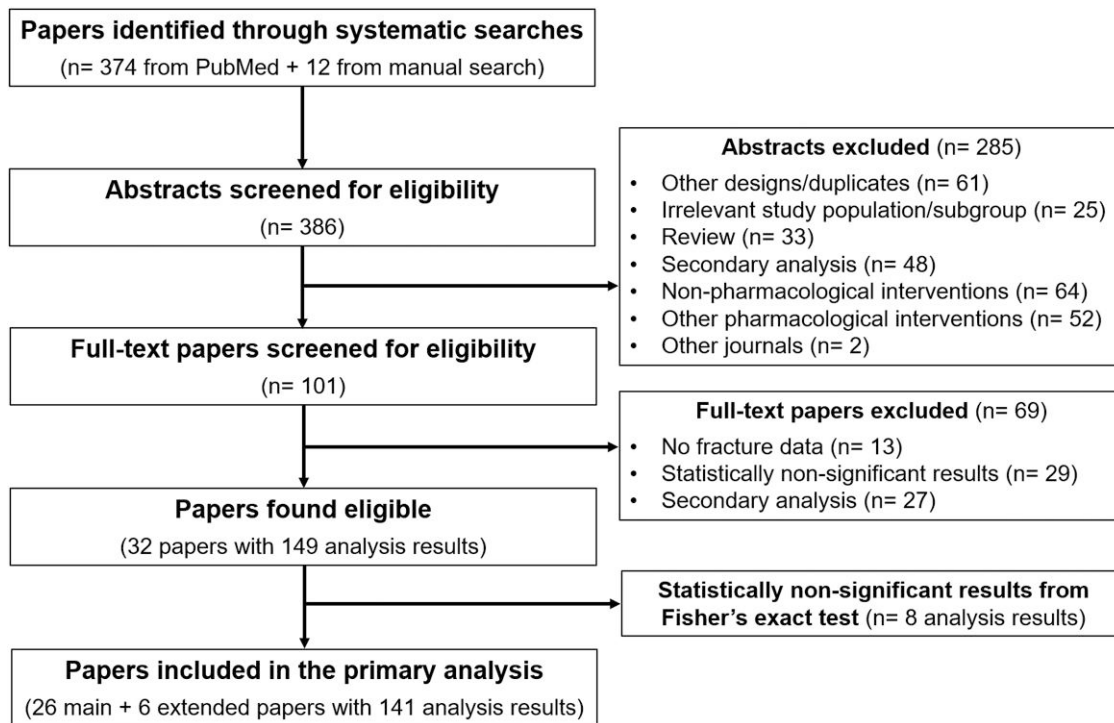 Papers identified through systematic searches
(n= 374 from PubMed + 12 from manual search)
Abstracts screened for eligibility
(n= 386)
Abstracts excluded (n= 285)
• Other designs/duplicates (n= 61)
• Irrelevant study population/subgroup (n= 25)
• Review (n= 33)
• Secondary analysis (n= 48)
• Non-pharmacological interventions (n= 64)
• Other pharmacological interventions (n= 52)
• Other journals (n= 2)
Full-text papers screened for eligibility
(n= 101)
Full-text papers excluded (n= 69)
• No fracture data (n= 13)
• Statistically non-significant results (n= 29)
• Secondary analysis (n= 27)
Papers found eligible
(32 papers with 149 analysis results)
Statistically non-significant results from
Fisher's exact test (n= 8 analysis results)
Papers included in the primary analysis
(26 main + 6 extended papers with 141 analysis results)